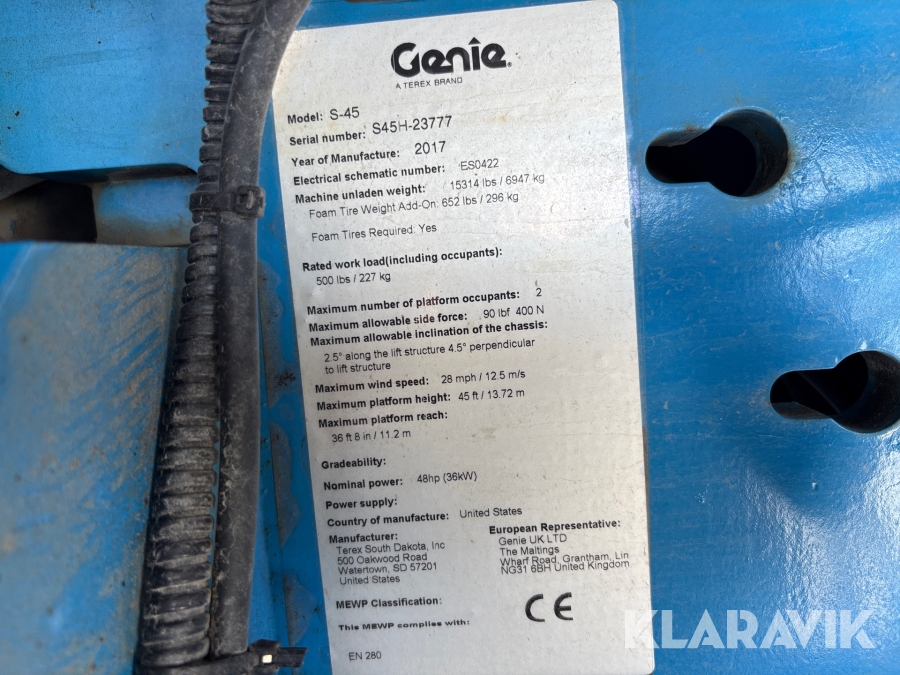 Genie
A TEREX BRAND
Model: S-45
Serial number: S45H-23777
Year of Manufacture: 2017
Electrical schematic number: ES0422
Machine unladen weight: 15314 lbs / 6947 kg
Foam Tire Weight Add-On: 652 lbs / 296 kg
Foam Tires Required: Yes
Rated work load(including occupants):
500 lbs / 227 kg
Maximum number of platform occupants: 2
Maximum allowable side force: 90 lbf 400 N
Maximum allowable inclination of the chassis:
2.5° along the lift structure 4.5° perpendicular
to lift structure
Maximum wind speed: 28 mph / 12.5 m/s
Maximum platform height: 45 ft / 13.72 m
Maximum platform reach:
36 ft 8 in / 11.2 m
Gradeability:
Nominal power: 48hp (36kW)
Power supply:
Country of manufacture: United States
Manufacturer:
Terex South Dakota, Inc
500 Oakwood Road
Watertown, SD 57201
United States
European Representative:
Genie UK LTD
The Maltings
Wharf Road, Grantham, Lin
NG31 6BH United Kingdom
MEWP Classification:
This MEWP complies with:
CE
EN 280
KLARAVIK